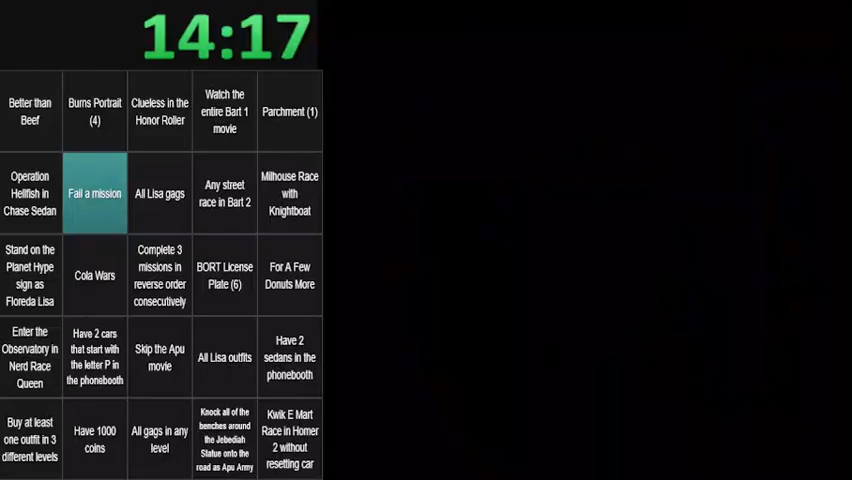 14:17
Better than
Beef
Burns Portrait
(4)
Clueless in the
Honor Roller
Watch the
entire Bart 1
movie
Parchment (1)
Operation
Hellfish in
Chase Sedan
Fail a mission
All Lisa gags
Any street
race in Bart 2
Milhouse Race
with
Knightboat
Stand on the
Planet Hype
sign as
Floreda Lisa
Cola Wars
Complete 3
missions in
reverse order
consecutively
BORT License
Plate (6)
For A Few
Donuts More
Enter the
Observatory in
Nerd Race
Queen
Have 2 cars
that start with
the letter P in
the phonebooth
Skip the Apu
movie
All Lisa outfits
Have 2
sedans in the
phonebooth
Buy at least
one outfit in 3
different levels
Have 1000
coins
All gags in any
level
Knock all of the
benches around
the Jebediah
Statue onto the
road as Apu Army
Kwik E Mart
Race in Homer
2 without
resetting car